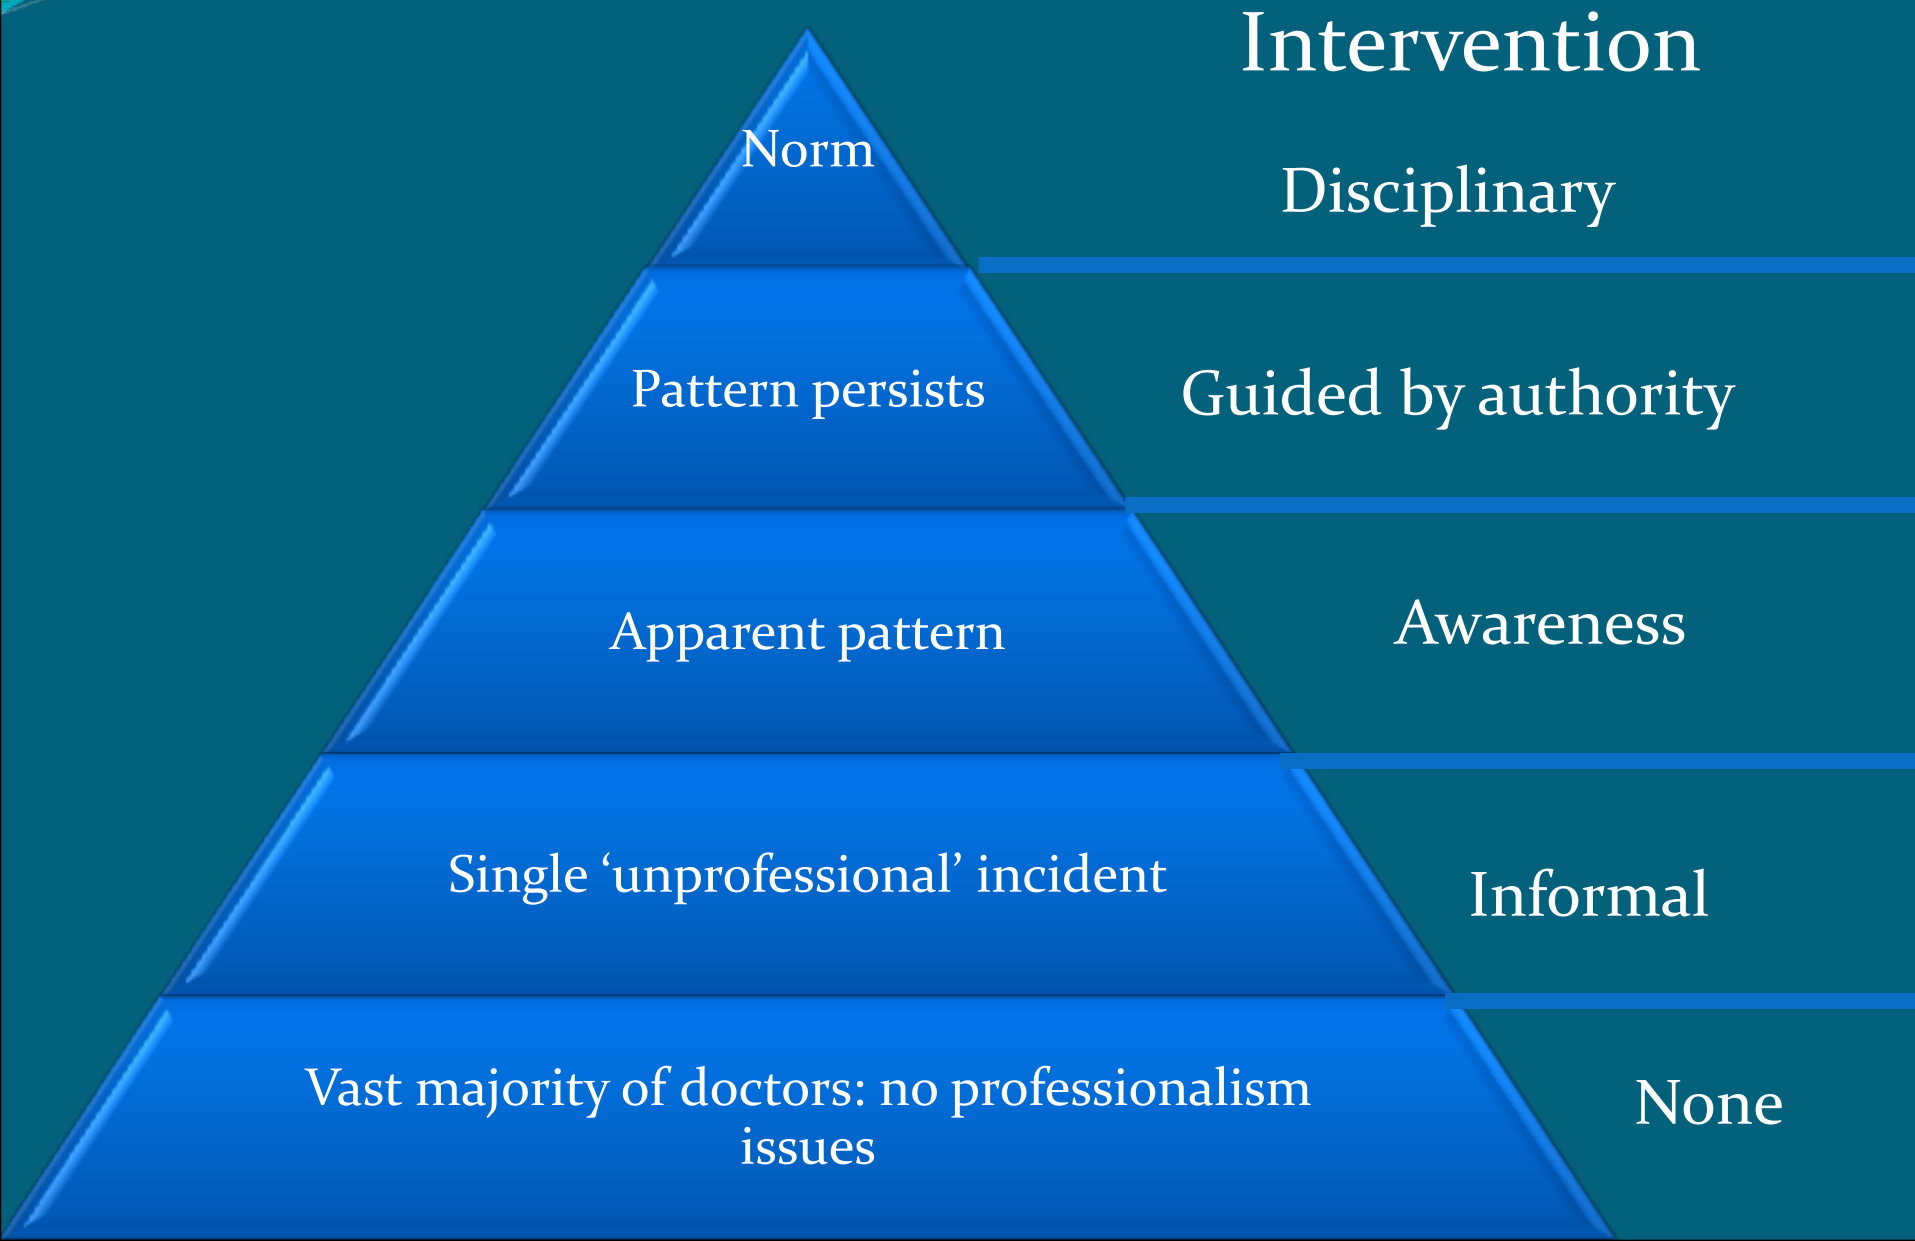 Intervention
Norm
Disciplinary
Pattern persists
Guided by authority
Apparent pattern
Awareness
Single ‘unprofessional’ incident
Informal
Vast majority of doctors: no professionalism
issues
None